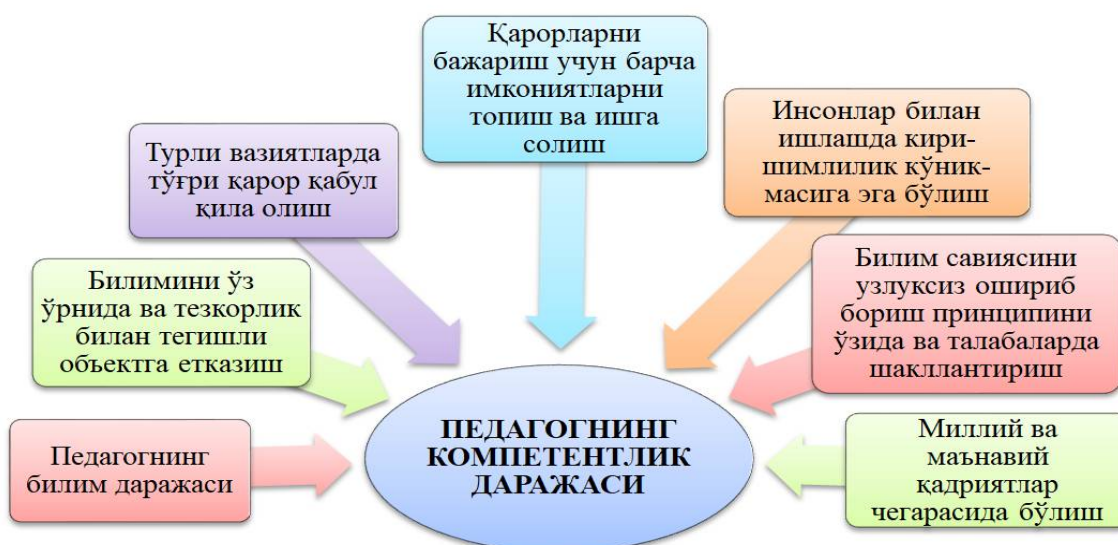 Қарорларни
бажариш учун барча
имкониятларни
топиш ва ишга
солиш
Турли вазиятларда
тўғри қарор қабул
қила олиш
Инсонлар билан
ишлашда кири-
шимлилик кўник-
масига эга бўлиш
Билимини ўз
ўрнида ва тезкорлик
билан тегишли
объектга етказиш
Билим савиясини
узлуксиз ошириб
бориш принципини
ўзида ва талабаларда
шакллантириш
Педагогнинг
билим даражаси
ПЕДАГОГНИНГ
КОМПЕТЕНТЛИК
ДАРАЖАСИ
Миллий ва
маънавий
қадриятлар
чегарасида бўлиш